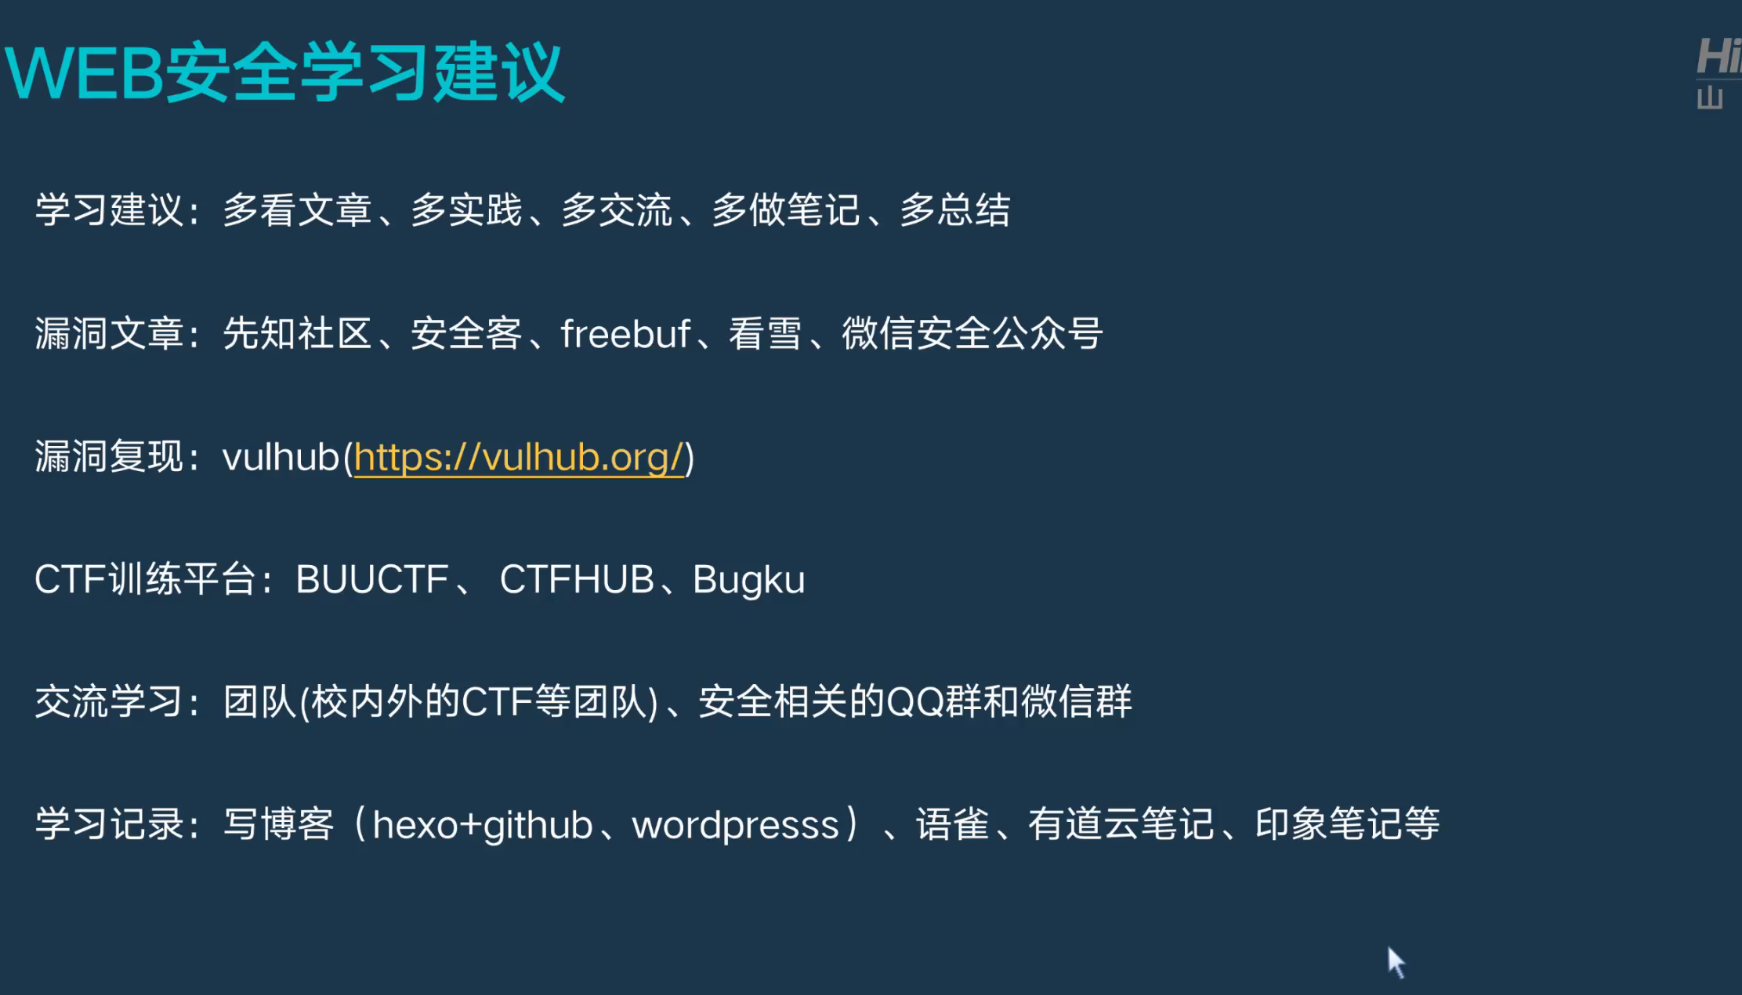 WEB安全学习建议
Hi
山
学习建议：多看文章、多实践、多交流、多做笔记、多总结
漏洞文章：先知社区、安全客、freebuf、看雪、微信安全公众号
漏洞复现：vulhub(https://vulhub.org/)
CTF训练平台：BUUCTF、 CTFHUB、Bugku
交流学习：团队(校内外的CTF等团队)、安全相关的QQ群和微信群
学习记录：写博客（hexo+github、wordpresss）、语雀、有道云笔记、印象笔记等